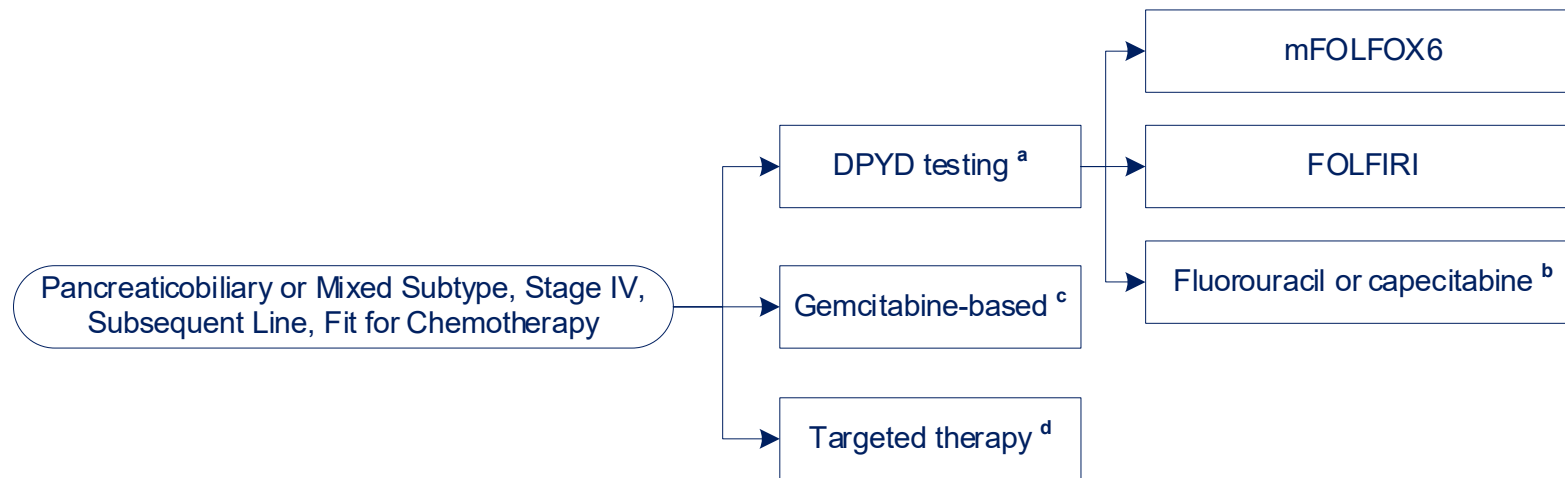 mFOLFOX6
DPYD testing a
FOLFIRI
Pancreaticobiliary or Mixed Subtype, Stage IV,
Subsequent Line, Fit for Chemotherapy
Gemcitabine-based c
Fluorouracil or capecitabine b
Targeted therapy d